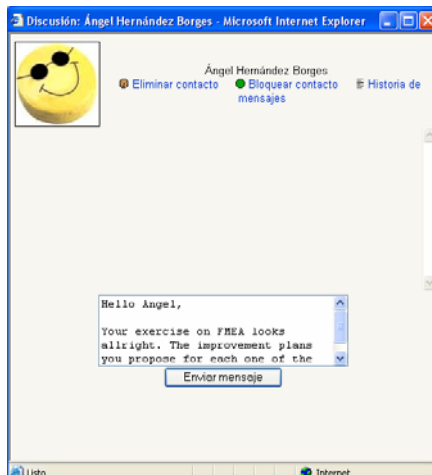 Discusión: Ángel Hernández Borges - Microsoft Internet Explorer
Ángel Hernández Borges
Eliminar contacto Bloquear contacto Historia de
mensajes
Hello Angel,
Your exercise on FMEA looks
allright. The improvement plans
you propose for each one of the
Enviar mensaje
Listo Internet